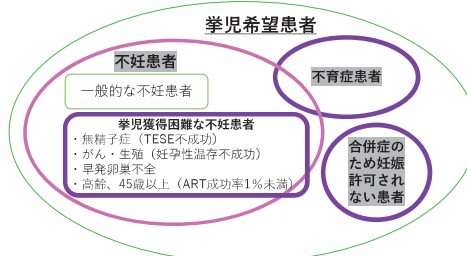 挙児希望患者
不妊患者
不育症患者
一般的な不妊患者
挙児獲得困難な不妊患者
・無精子症（TESE不成功）
・がん・生殖（妊孕性温存不成功）
・早発卵巣不全
・高齢、45歳以上（ART成功率1％未満）
合併症の
ため妊娠
許可され
ない患者